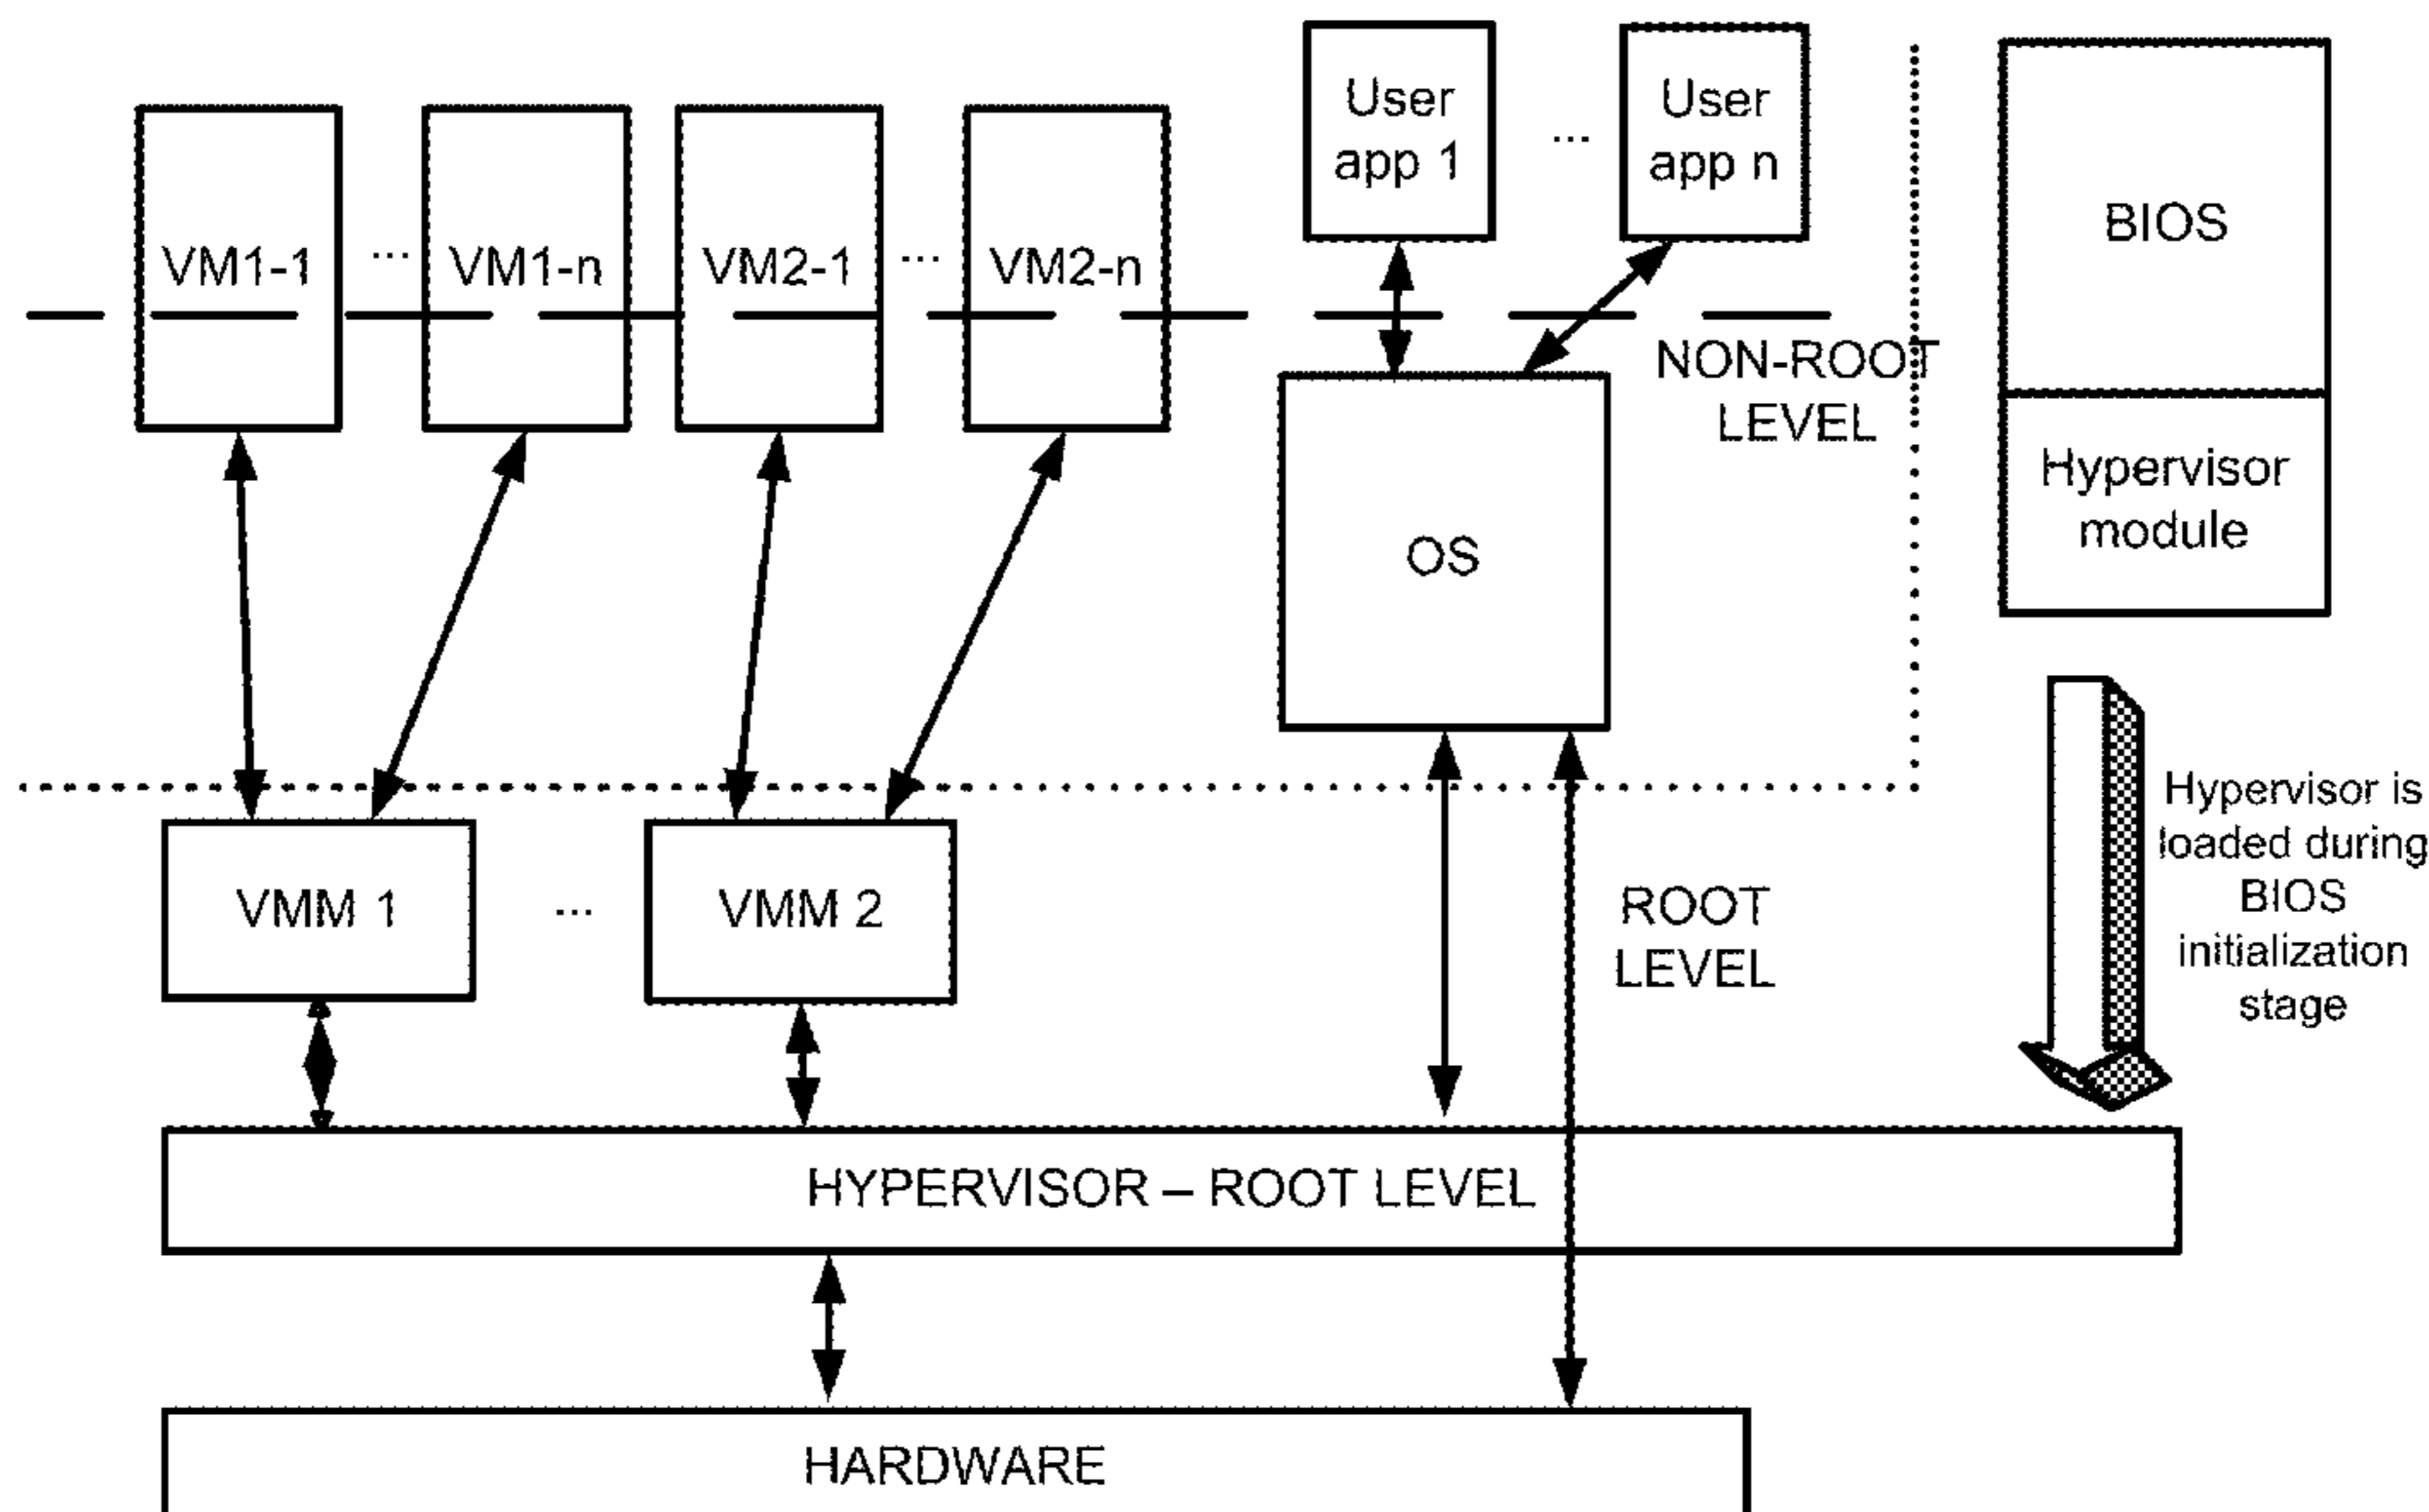 User
app 1
...
User
app n
VM1-1
...
VM1-n
VM2-1
...
VM2-n
BIOS
NON-ROOT
LEVEL
Hypervisor
module
OS
Hypervisor is
loaded during
BIOS
initialization
stage
VMM 1
...
VMM 2
ROOT
LEVEL
HYPERVISOR – ROOT LEVEL
HARDWARE